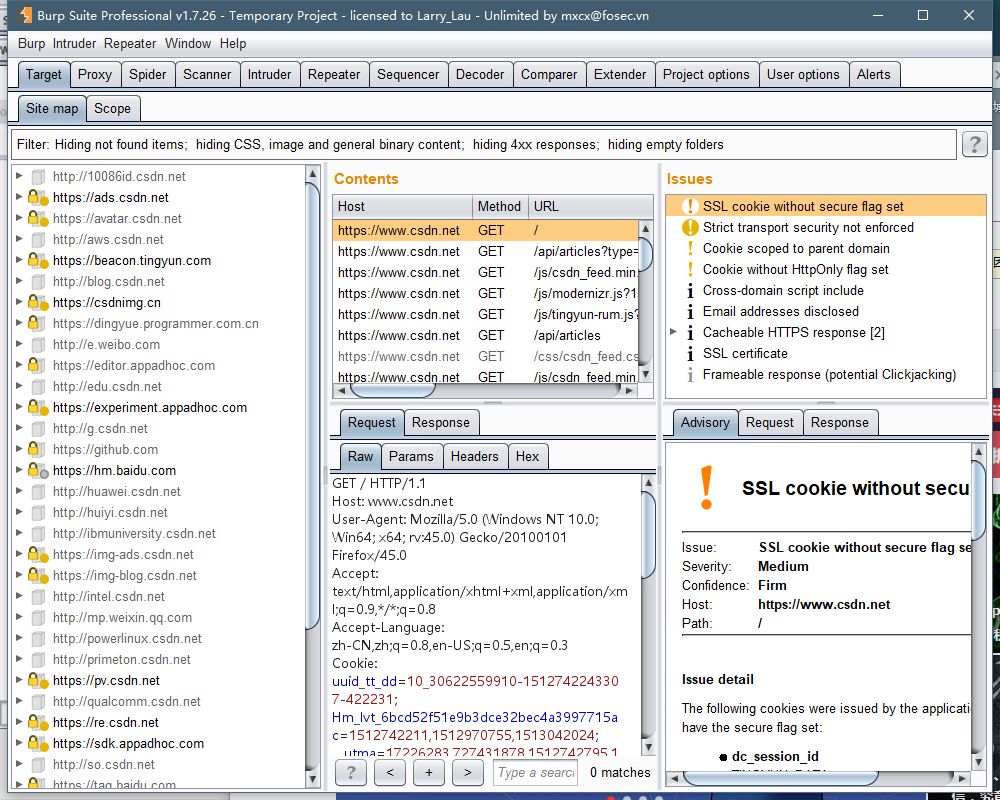 Burp Suite Professional v1.7.26 - Temporary Project - licensed to Larry_Lau - Unlimited by mxcx@fosec.vn
Burp Intruder Repeater Window Help
Target Proxy Spider Scanner Intruder Repeater Sequencer Decoder Comparer Extender Project options User options Alerts
Site map Scope
Filter: Hiding not found items; hiding CSS, image and general binary content; hiding 4xx responses; hiding empty folders
?
http://10086id.csdn.net
https://ads.csdn.net
https://avatar.csdn.net
http://aws.csdn.net
https://beacon.tingyun.com
http://blog.csdn.net
https://csdnimg.cn
https://dingyue.programmer.com.cn
http://e.weibo.com
https://editor.appadhoc.com
http://edu.csdn.net
https://experiment.appadhoc.com
http://g.csdn.net
https://github.com
https://hm.baidu.com
http://huawei.csdn.net
http://huiyi.csdn.net
http://ibmuniversity.csdn.net
https://img-ads.csdn.net
https://img-blog.csdn.net
http://intel.csdn.net
http://mp.weixin.qq.com
http://powerlinux.csdn.net
http://primeton.csdn.net
https://pv.csdn.net
http://qualcomm.csdn.net
https://re.csdn.net
https://sdk.appadhoc.com
http://so.csdn.net
https://tag.baidu.com
Contents
Host Method URL
https://www.csdn.net GET /
https://www.csdn.net GET /api/articles?type=
https://www.csdn.net GET /js/csdn_feed.min.
https://www.csdn.net GET /js/modernizr.js?1
https://www.csdn.net GET /js/tingyun-rum.js?
https://www.csdn.net GET /api/articles
https://www.csdn.net GET /css/csdn_feed.cs
https://www.csdn.net GET /js/csdn_feed.min.
Request Response
Raw Params Headers Hex
GET / HTTP/1.1
Host: www.csdn.net
User-Agent: Mozilla/5.0 (Windows NT 10.0;
Win64; x64; rv:45.0) Gecko/20100101
Firefox/45.0
Accept:
text/html,application/xhtml+xml,application/xm
l;q=0.9,*/*;q=0.8
Accept-Language:
zh-CN,zh;q=0.8,en-US;q=0.5,en;q=0.3
Cookie:
uuid_tt_dd=10_30622559910-151274224330
7-422231;
Hm_lvt_6bcd52f51e9b3dce32bec4a3997715a
c=1512742211,1512970755,1513042024;
__utma=17226283.727431878.1512742795.1
? < + > Type a searc 0 matches
Issues
SSL cookie without secure flag set
Strict transport security not enforced
Cookie scoped to parent domain
Cookie without HttpOnly flag set
Cross-domain script include
Email addresses disclosed
Cacheable HTTPS response [2]
SSL certificate
Frameable response (potential Clickjacking)
Advisory Request Response
SSL cookie without secu
Issue: SSL cookie without secure flag se
Severity: Medium
Confidence: Firm
Host: https://www.csdn.net
Path: /
Issue detail
The following cookies were issued by the applicatio
have the secure flag set:
dc_session_id